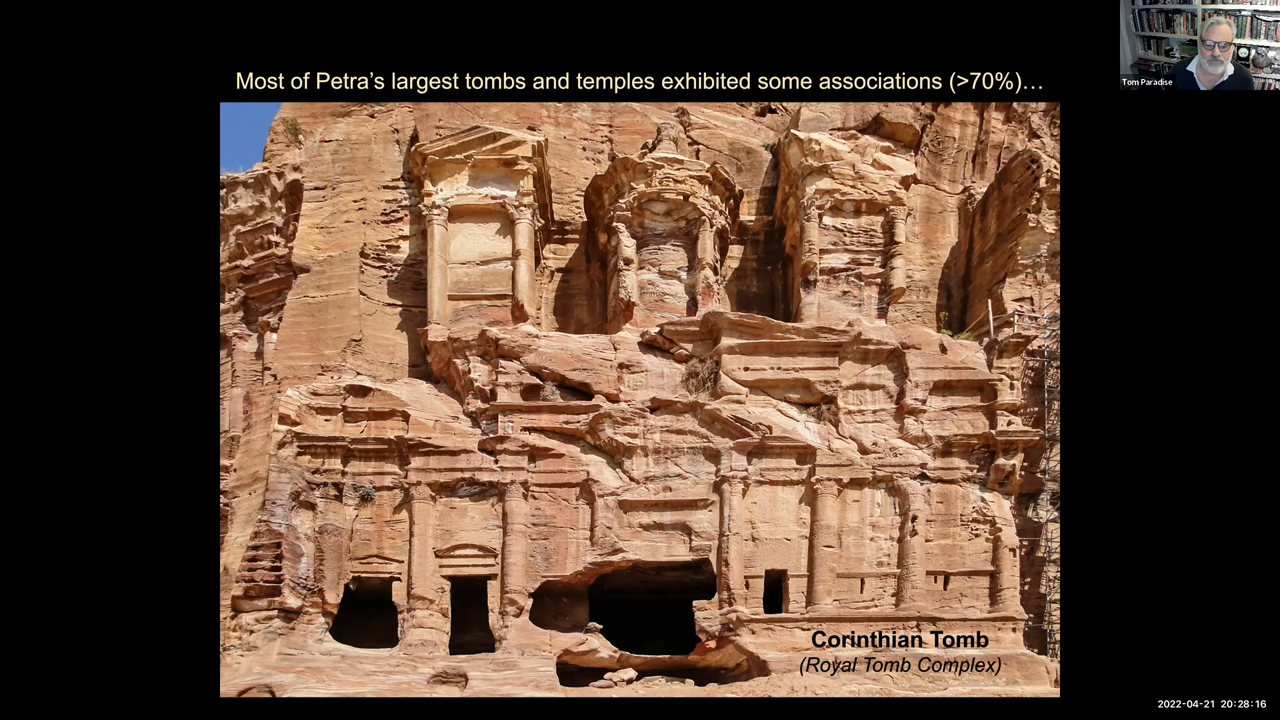 Most of Petra’s largest tombs and temples exhibited some associations (>70%)…
Tom Paradise
Corinthian Tomb
(Royal Tomb Complex)
2022-04-21 20:28:16